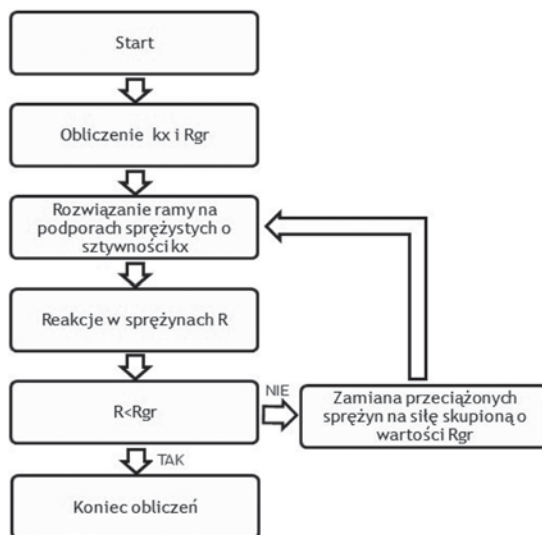 Start
Obliczenie kx i Rgr
Rozwiązanie ramy na
podporach sprężystych o
sztywności kx
Reakcje w sprężynach R
R<Rgr
NIE
Zamiana przeciążonych
sprężyn na siłę skupioną o
wartości Rgr
TAK
Koniec obliczeń